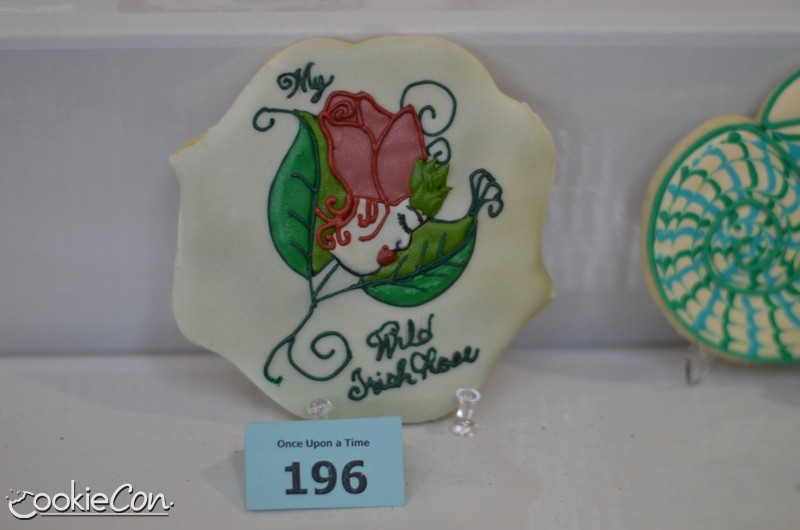 My
Wild
Irish Rose
Once Upon a Time
196
CookieCon.